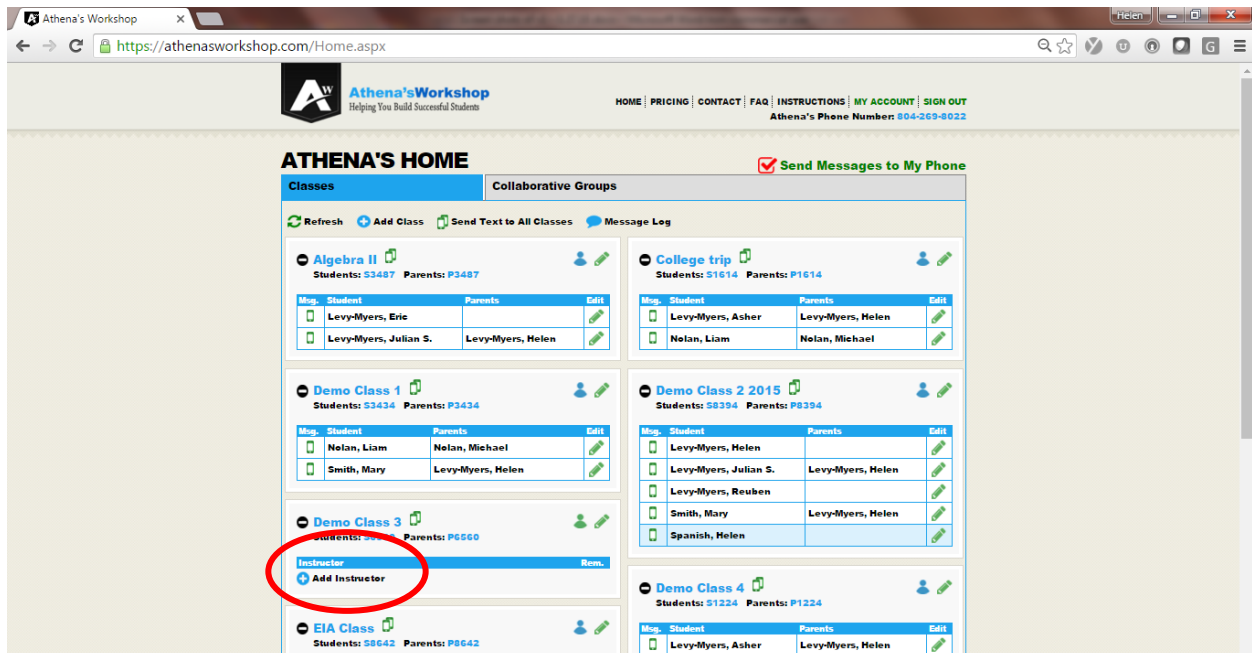 Athena's Workshop
Helen
https://athenasworkshop.com/Home.aspx
Athena'sWorkshop
Helping You Build Successful Students
HOME PRICING CONTACT FAQ INSTRUCTIONS MY ACCOUNT SIGN OUT
Athena's Phone Number: 804-269-8022
ATHENA'S HOME
Send Messages to My Phone
Classes
Collaborative Groups
Refresh Add Class Send Text to All Classes Message Log
Algebra II
Students: S3487 Parents: P3487
Msg. Student Parents Edit
Levy-Myers, Eric
Levy-Myers, Julian S. Levy-Myers, Helen
College trip
Students: S1614 Parents: P1614
Msg. Student Parents Edit
Levy-Myers, Asher Levy-Myers, Helen
Nolan, Liam Nolan, Michael
Demo Class 1
Students: S3434 Parents: P3434
Msg. Student Parents Edit
Nolan, Liam Nolan, Michael
Smith, Mary Levy-Myers, Helen
Demo Class 2 2015
Students: S8394 Parents: P8394
Msg. Student Parents Edit
Levy-Myers, Helen
Levy-Myers, Julian S. Levy-Myers, Helen
Levy-Myers, Reuben
Smith, Mary Levy-Myers, Helen
Spanish, Helen
Demo Class 3
Students: Parents: P6560
Instructor Rem.
Add Instructor
Demo Class 4
Students: S1224 Parents: P1224
Msg. Student Parents Edit
Levy-Myers, Asher Levy-Myers, Helen
EIA Class
Students: S8642 Parents: P8642